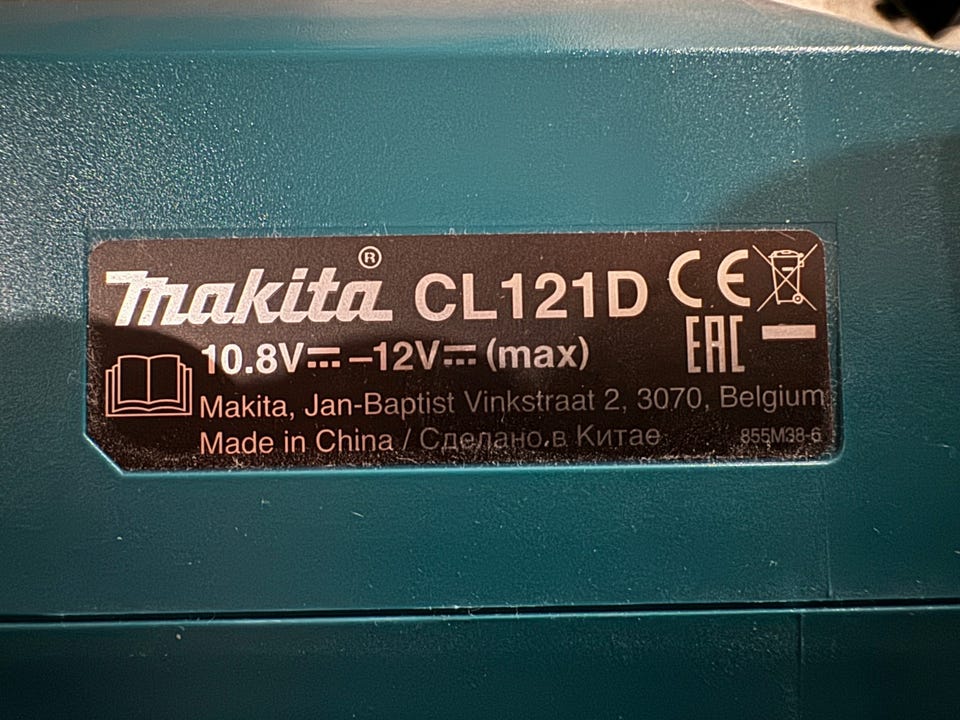 makita® CL121D CE
10.8V⎓ –12V⎓ (max) EAC
Makita, Jan-Baptist Vinkstraat 2, 3070, Belgium
Made in China / Сделано в Китае 855M38-6